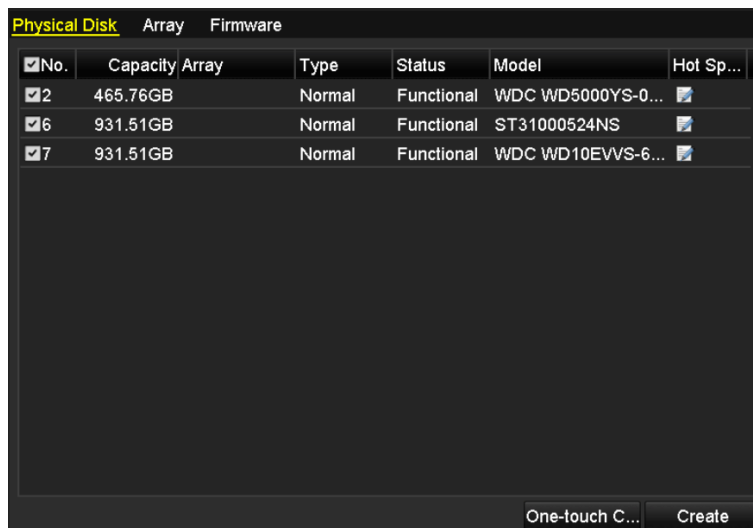 Physical Disk Array Firmware
No. Capacity Array Type Status Model Hot Sp...
2 465.76GB Normal Functional WDC WD5000YS-0...
6 931.51GB Normal Functional ST31000524NS
7 931.51GB Normal Functional WDC WD10EVVS-6...
One-touch C... Create